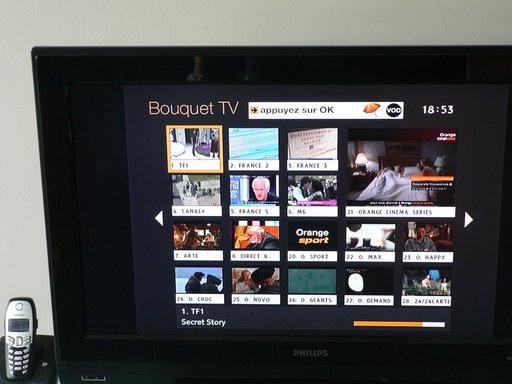 Bouquet TV appuyez sur OK VOD 18:53
Orange
1. TF1 2. FRANCE 2 3. FRANCE 3
4. CANAL+ 5. FRANCE 5 6. M6 21. ORANGE CINEMA SERIES
Orange
sport
7. ARTE 8. DIRECT 8 20. O. SPORT 22. O. MAX 23. O. HAPPY
24. O. CHOC 25. O. NOVO 26. O. GEANTS 27. O. DEMAND 28. 24/24CARTE
1. TF1
Secret Story
PHILIPS